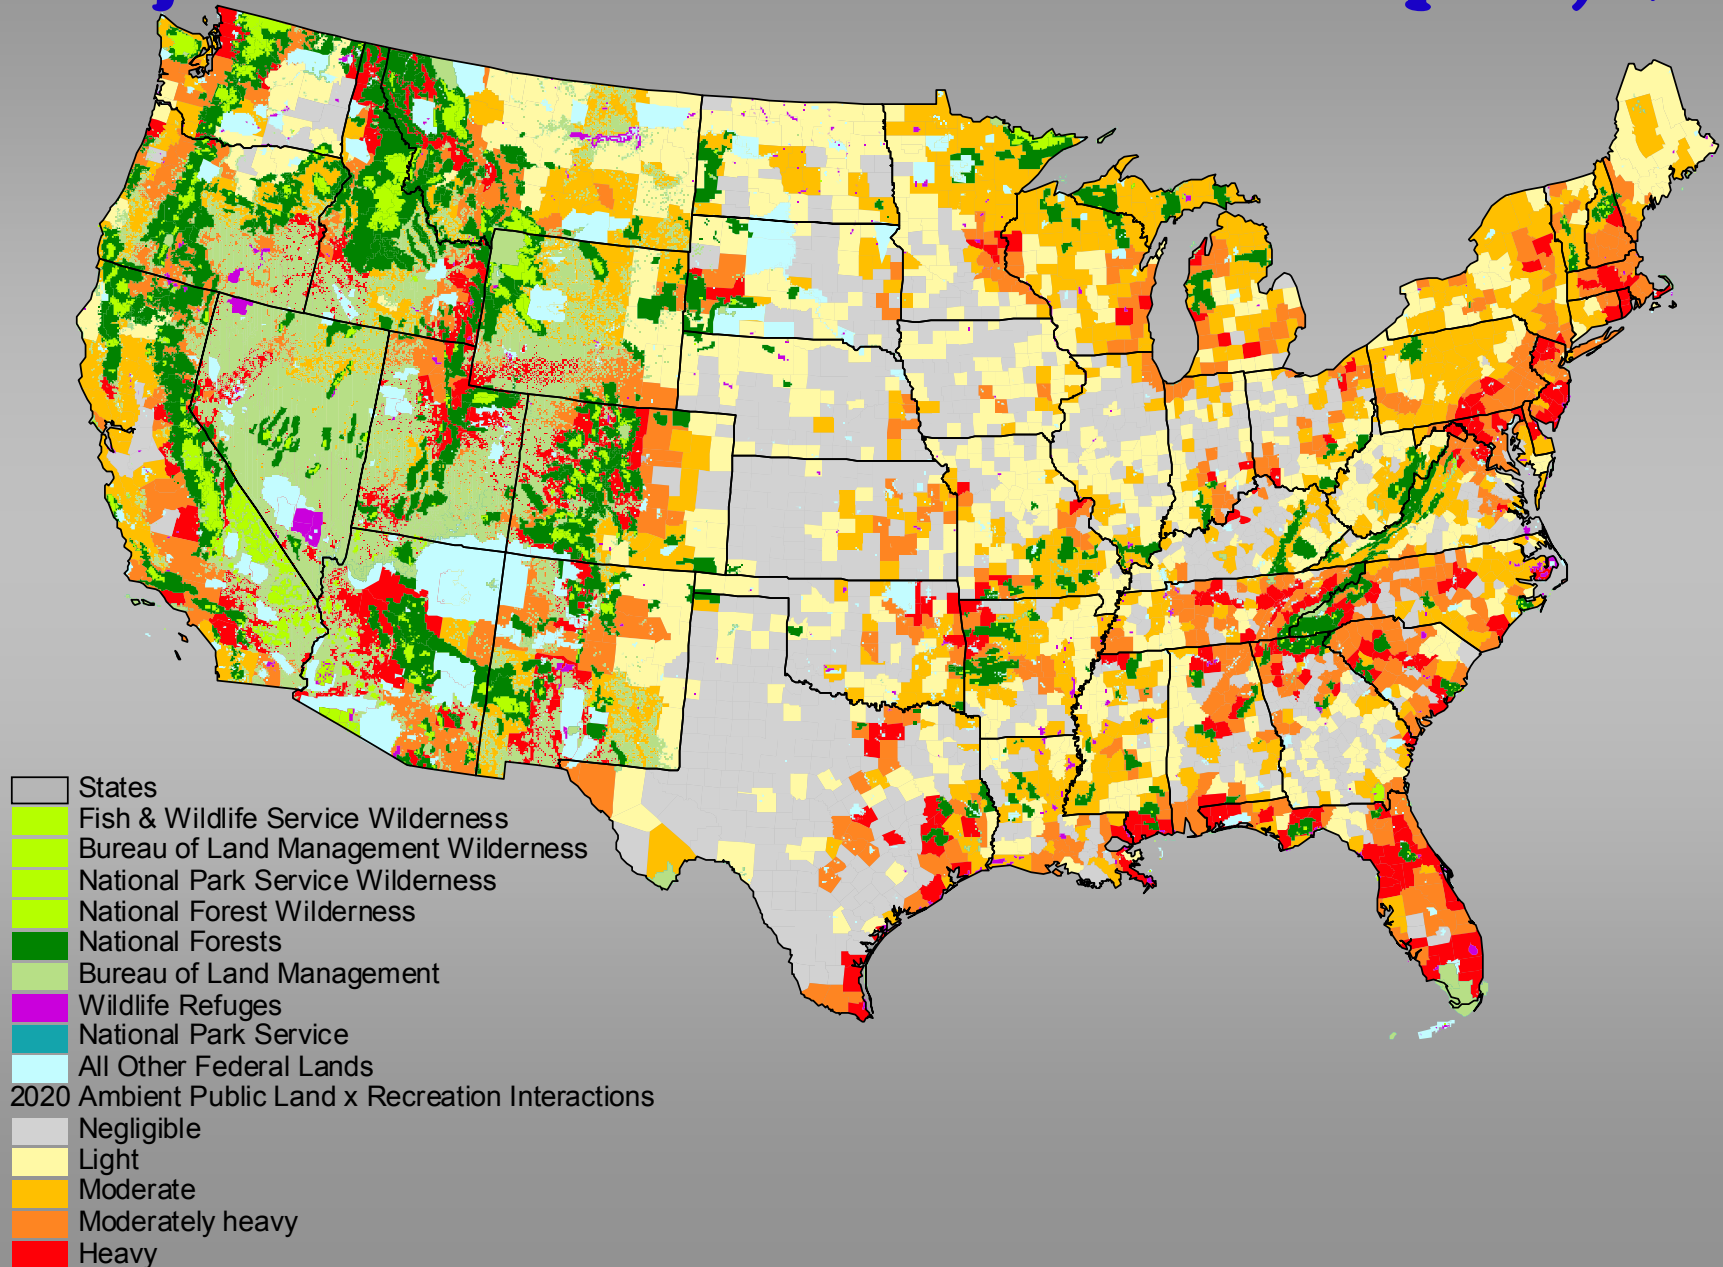 States
Fish & Wildlife Service Wilderness
Bureau of Land Management Wilderness
National Park Service Wilderness
National Forest Wilderness
National Forests
Bureau of Land Management
Wildlife Refuges
National Park Service
All Other Federal Lands
2020 Ambient Public Land x Recreation Interactions
Negligible
Light
Moderate
Moderately heavy
Heavy